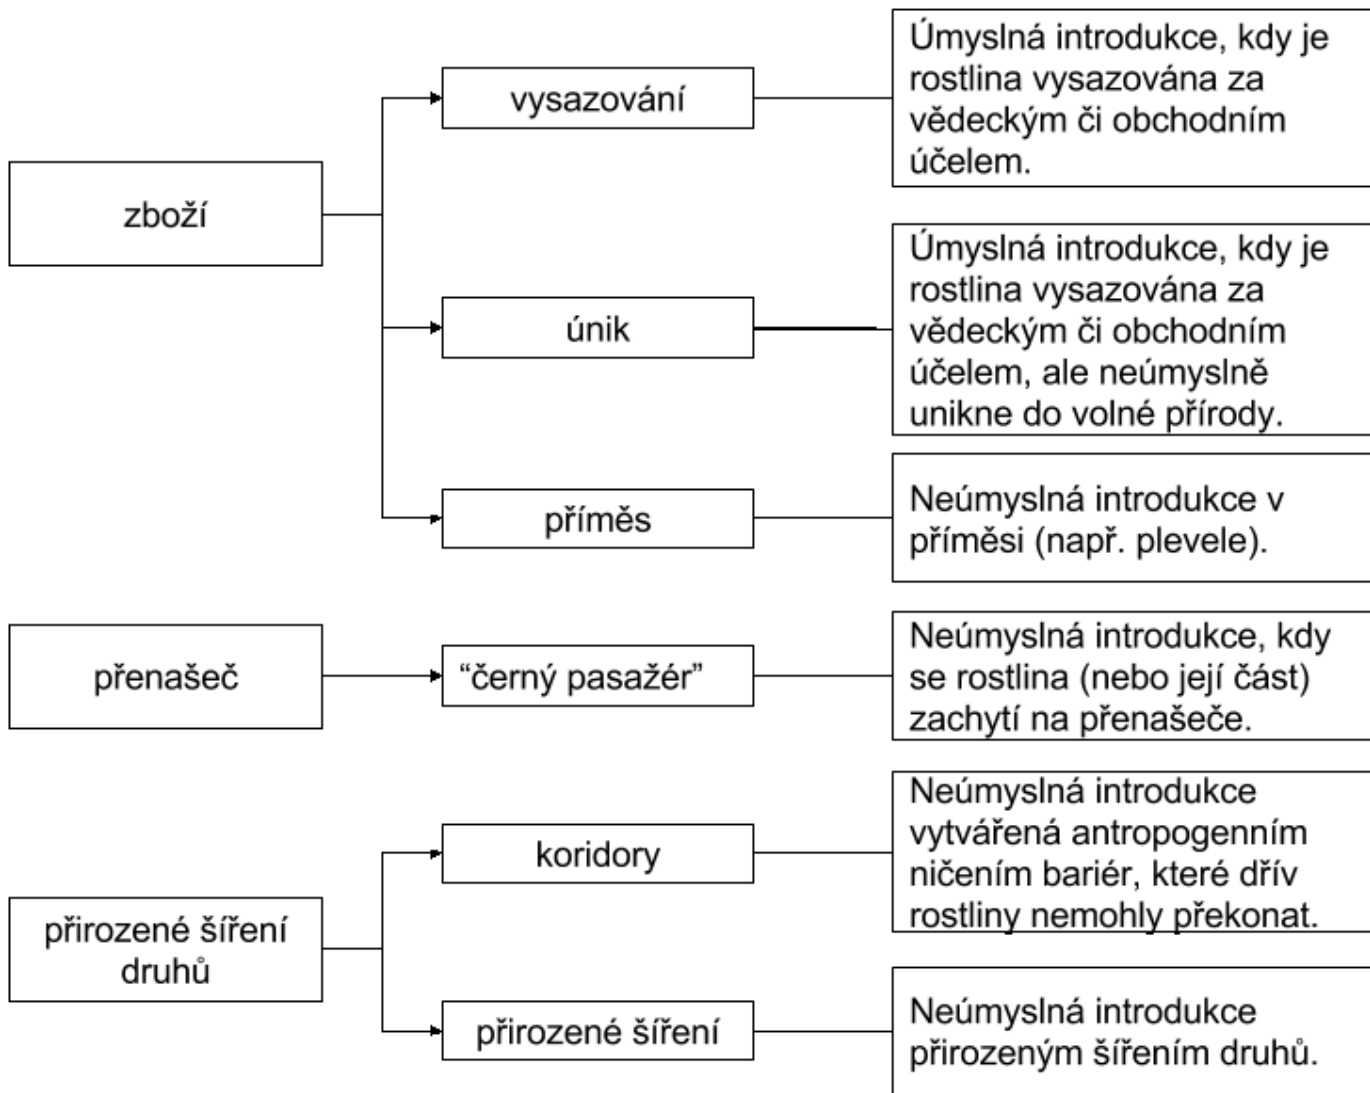 zboží
vysazování
Úmyslná introdukce, kdy je
rostlina vysazována za
vědeckým či obchodním
účelem.
únik
Úmyslná introdukce, kdy je
rostlina vysazována za
vědeckým či obchodním
účelem, ale neúmyslně
unikne do volné přírody.
příměs
Neúmyslná introdukce v
příměsi (např. plevele).
přenašeč
“černý pasažér”
Neúmyslná introdukce, kdy
se rostlina (nebo její část)
zachytí na přenašeče.
přirozené šíření
druhů
koridory
Neúmyslná introdukce
vytvářená antropogenním
ničením bariér, které dřív
rostliny nemohly překonat.
přirozené šíření
Neúmyslná introdukce
přirozeným šířením druhů.